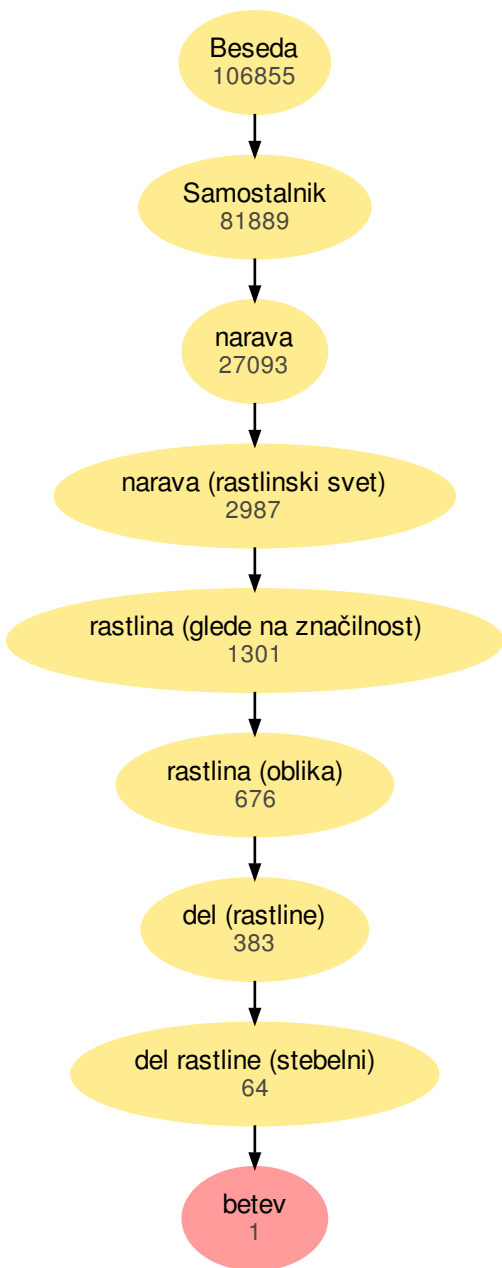 Beseda
106855
Samostalnik
81889
narava
27093
narava (rastlinski svet)
2987
rastlina (glede na značilnost)
1301
rastlina (oblika)
676
del (rastline)
383
del rastline (stebelni)
64
betev
1